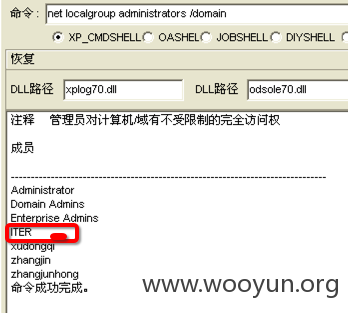 命令: net localgroup administrators /domain
XP_CMDSHELL OASHEL JOBSHELL DIYSHELL
恢复
DLL路径 xplog70.dll DLL路径 odsole70.dll
注释 管理员对计算机/域有不受限制的完全访问权
成员
-------------------------------------------------------------------------------
Administrator
Domain Admins
Enterprise Admins
ITER
xudongqi
zhangjin
zhangjunhong
命令成功完成。
www.wooyun.org